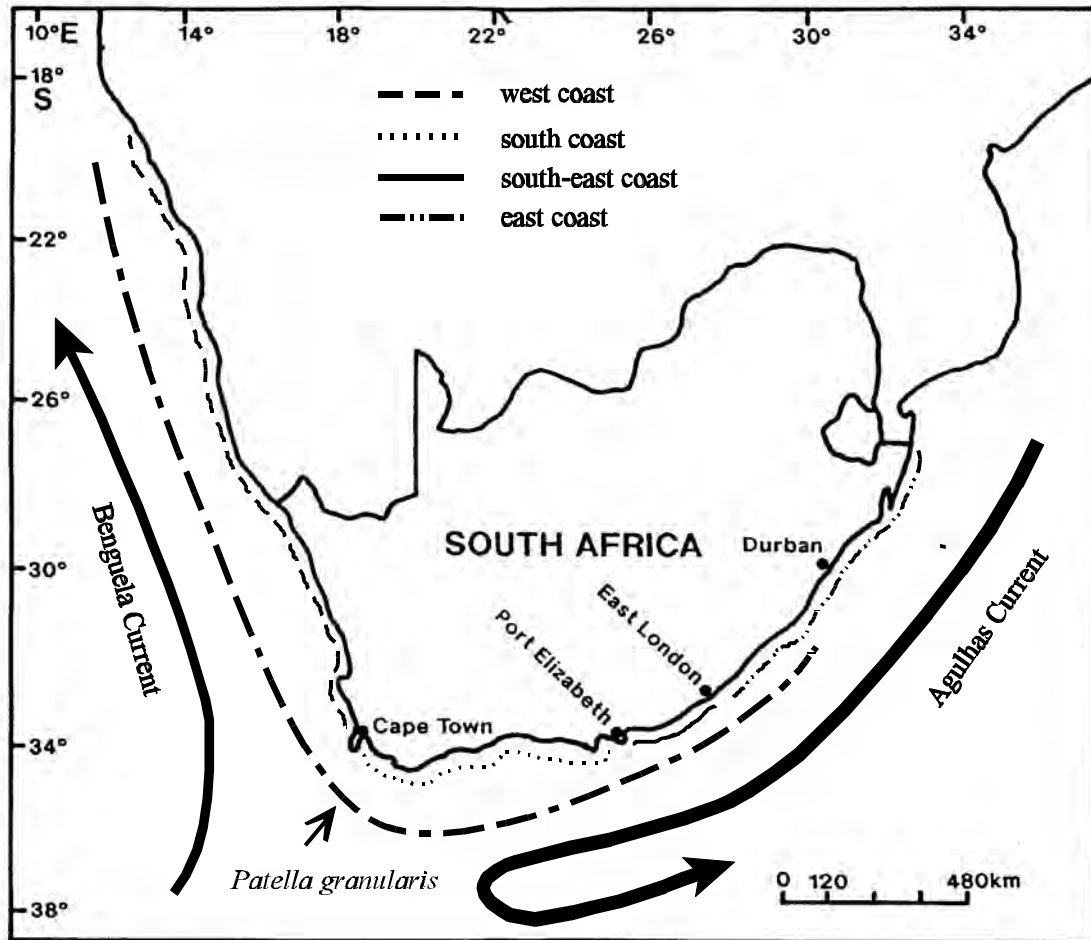 10°E 14° 18° 22° 26° 30° 34°
18°
S
22°
26°
30°
34°
38°
west coast
south coast
south-east coast
east coast
Benguela Current
SOUTH AFRICA
Durban
East London
Port Elizabeth
Cape Town
Agulhas Current
Patella granularis
0 120 480km